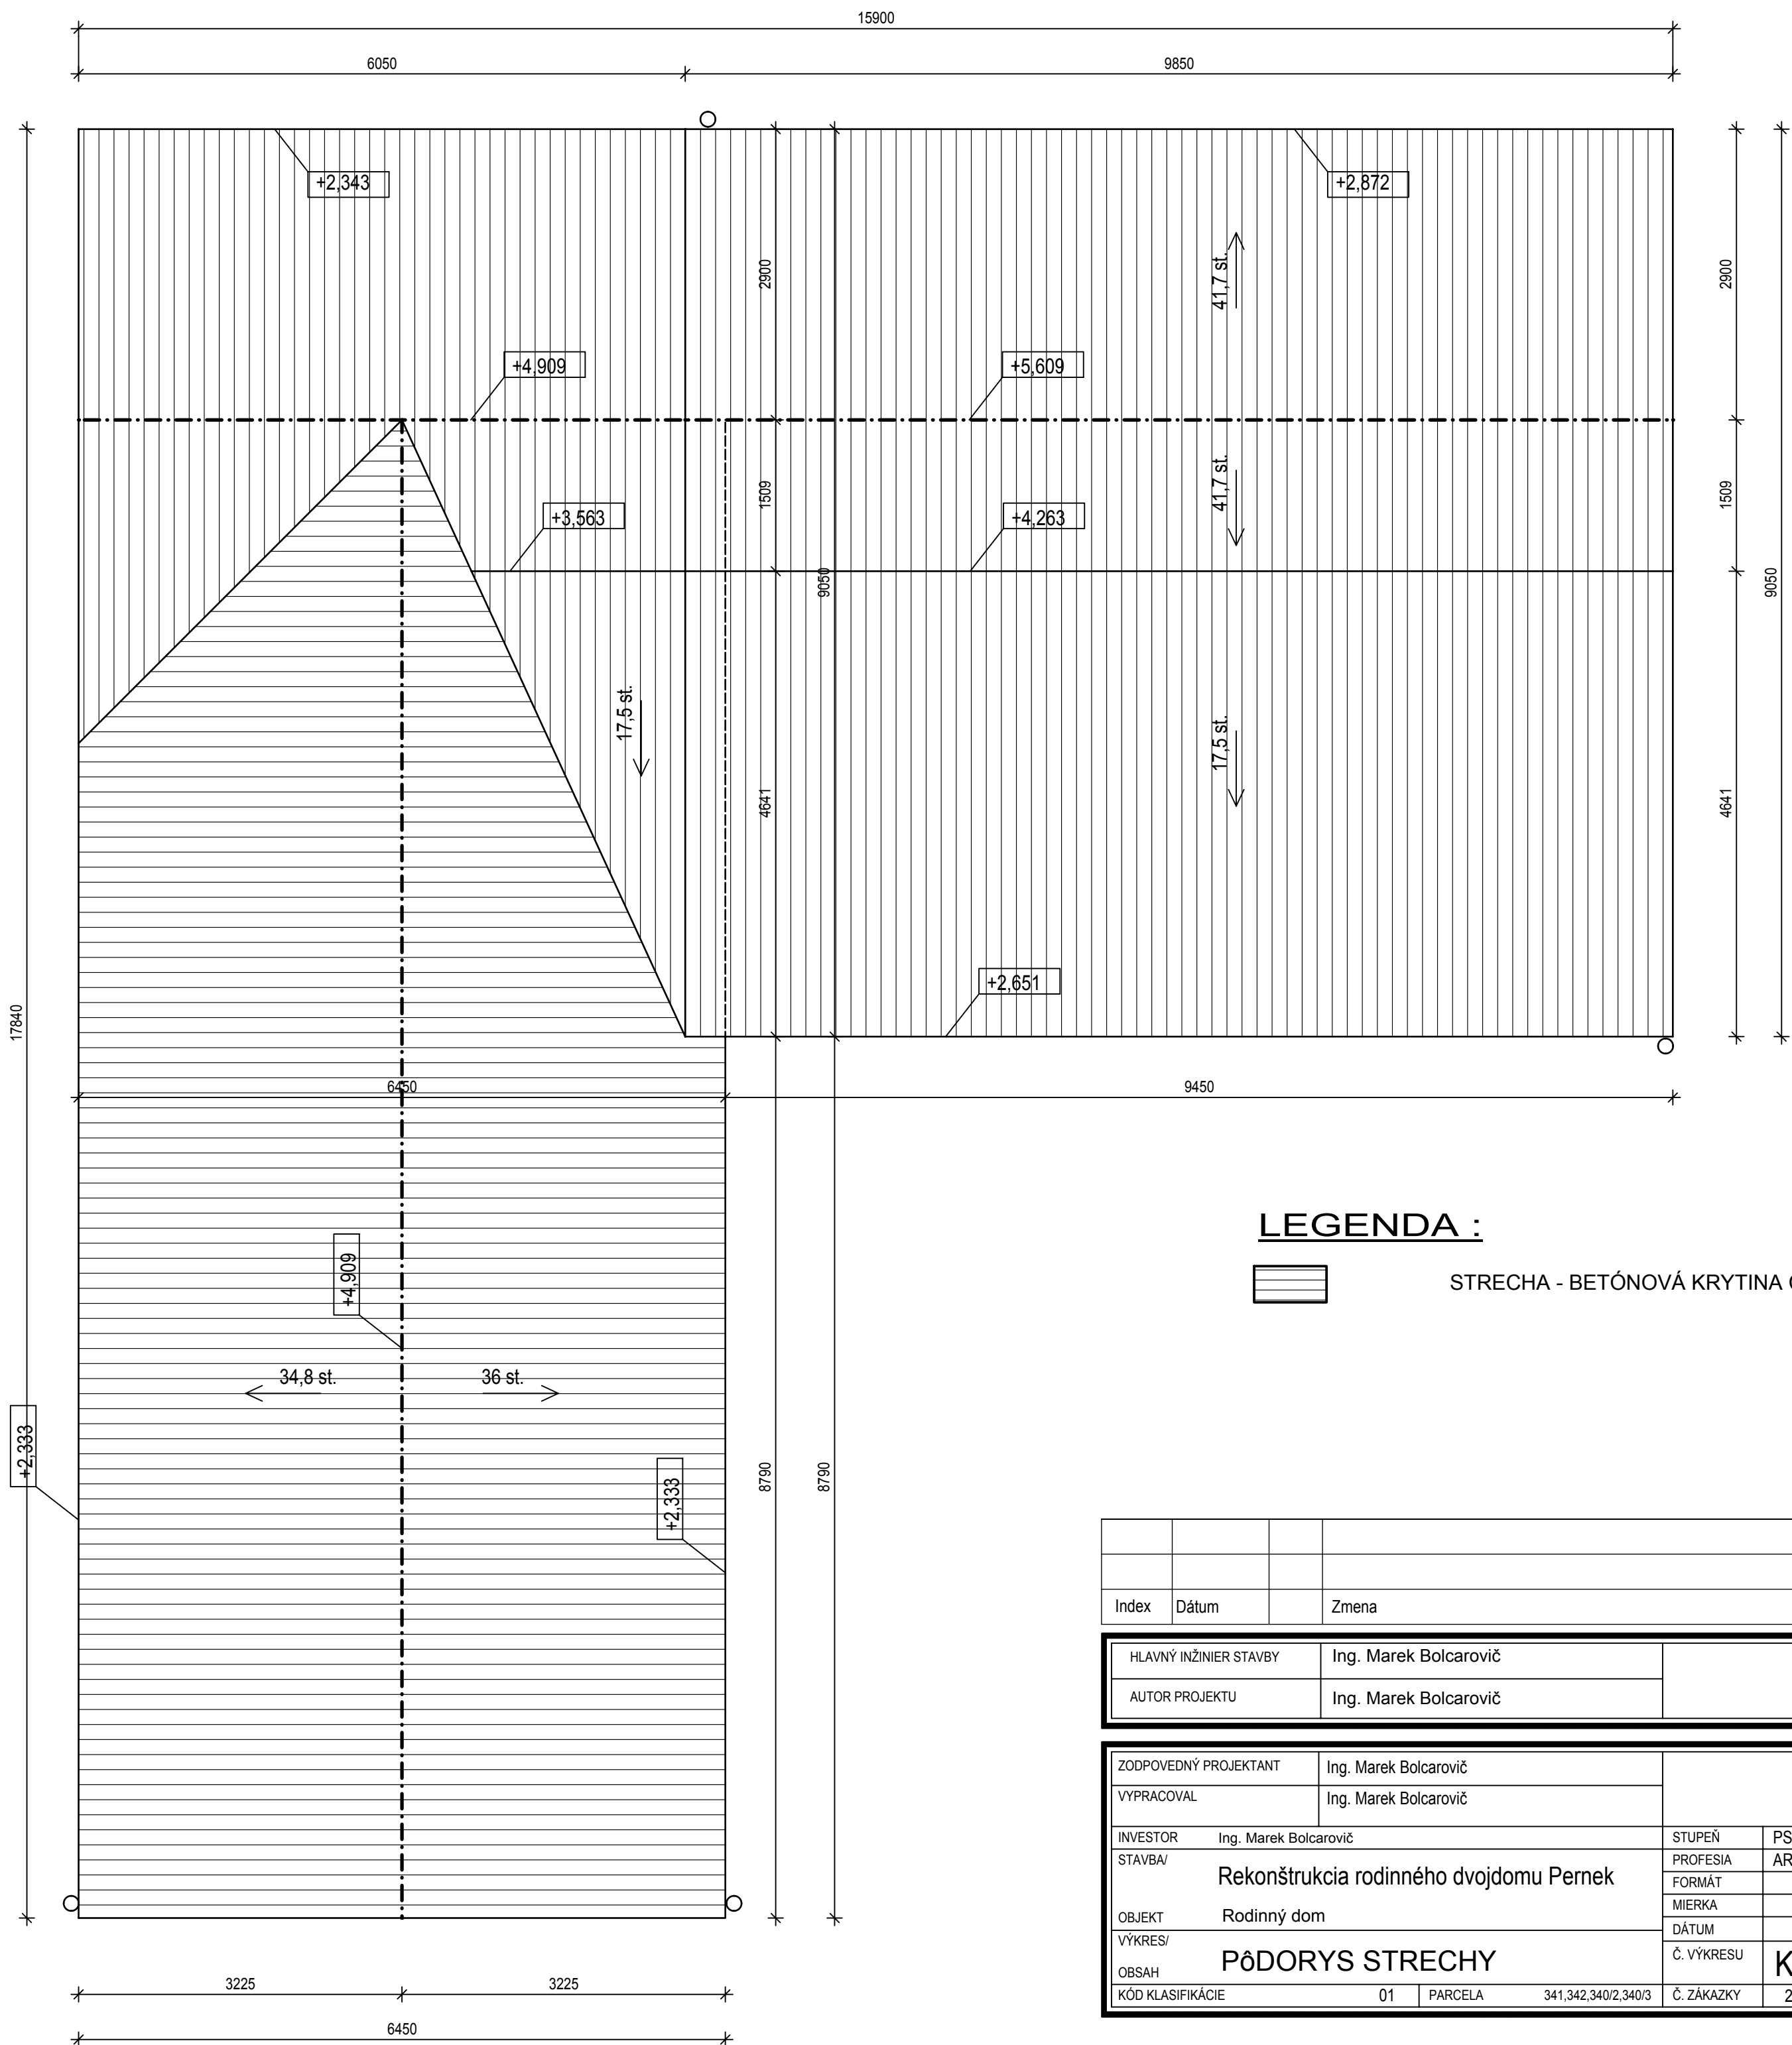 15900
6050
9850
+2,343
+2,872
2900
41,7 st.
2900
+4,909
+5,609
1509
41,7 st.
1509
+3,563
+4,263
9050
9050
17,5 st.
17,5 st.
4641
4641
+2,651
17840
6450
9450
LEGENDA :
STRECHA - BETÓNOVÁ KRYTINA
+4,909
34,8 st.
36 st.
+2,333
+2,333
8790
8790
Index Dátum Zmena
HLAVNÝ INŽINIER STAVBY Ing. Marek Bolcarovič
AUTOR PROJEKTU Ing. Marek Bolcarovič
ZODPOVEDNÝ PROJEKTANT Ing. Marek Bolcarovič
VYPRACOVAL Ing. Marek Bolcarovič
INVESTOR Ing. Marek Bolcarovič STUPEŇ PS
STAVBA/ PROFESIA AR
Rekonštrukcia rodinného dvojdomu Pernek
FORMÁT
MIERKA
OBJEKT Rodinný dom
DÁTUM
VÝKRES/
OBSAH PôDORYS STRECHY Č. VÝKRESU K
KÓD KLASIFIKÁCIE 01 PARCELA 341,342,340/2,340/3 Č. ZÁKAZKY 2
3225
3225
6450